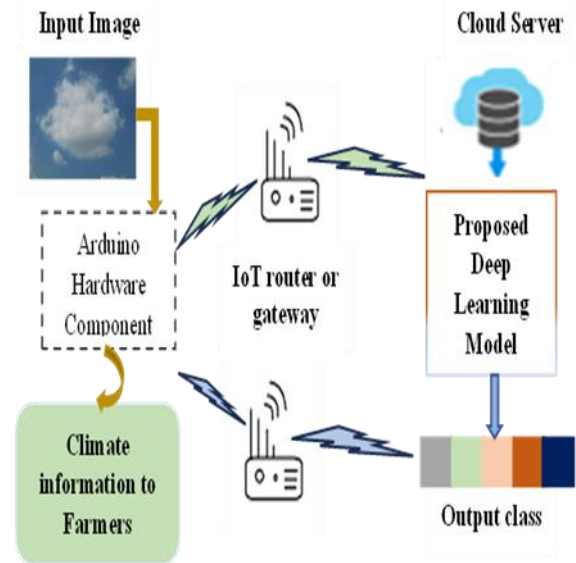 Input Image
Cloud Server
Arduino
Hardware
Component
IoT router or
gateway
Proposed
Deep
Learning
Model
Climate
information to
Farmers
Output class